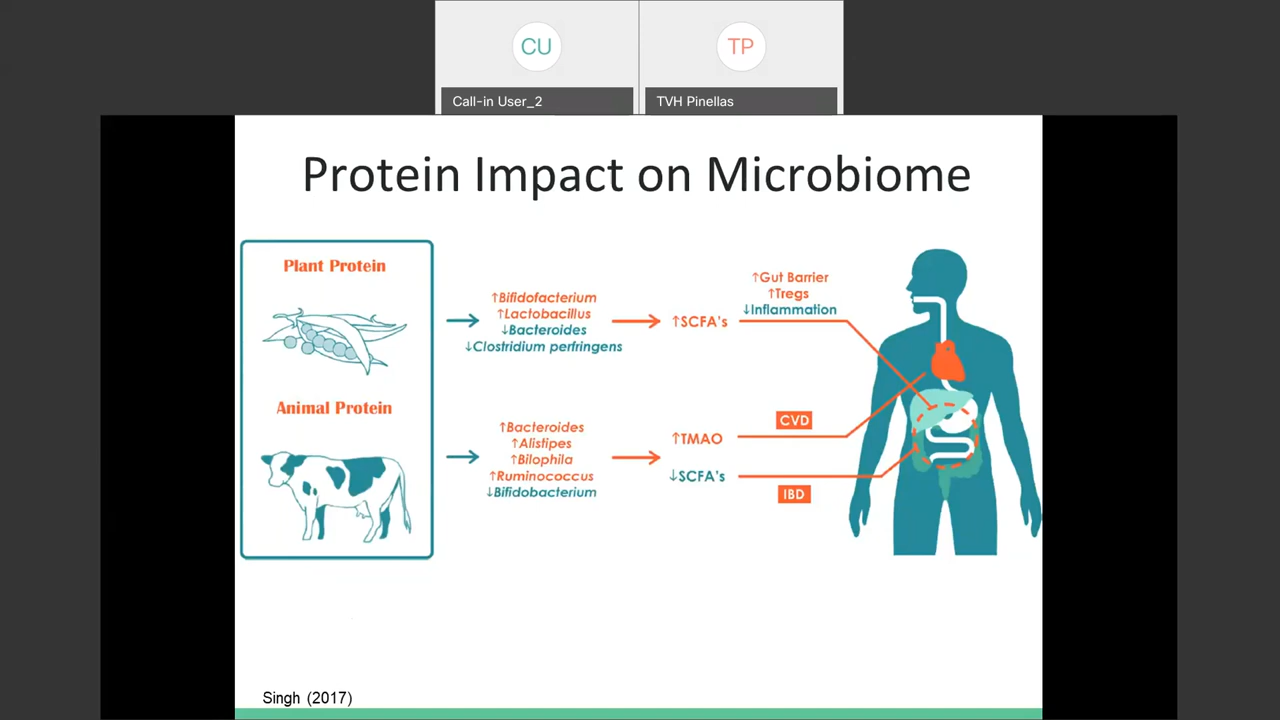 CU
TP
Call-in User_2
TVH Pinellas
Protein Impact on Microbiome
Plant Protein
↑Bifidofacterium
↑Lactobacillus
↓Bacteroides
↓Clostridium perfringens
↑SCFA's
↑Gut Barrier
↑Tregs
↓Inflammation
Animal Protein
↑Bacteroides
↑Alistipes
↑Bilophila
↑Ruminococcus
↓Bifidobacterium
↑TMAO
↓SCFA's
CVD
IBD
Singh (2017)